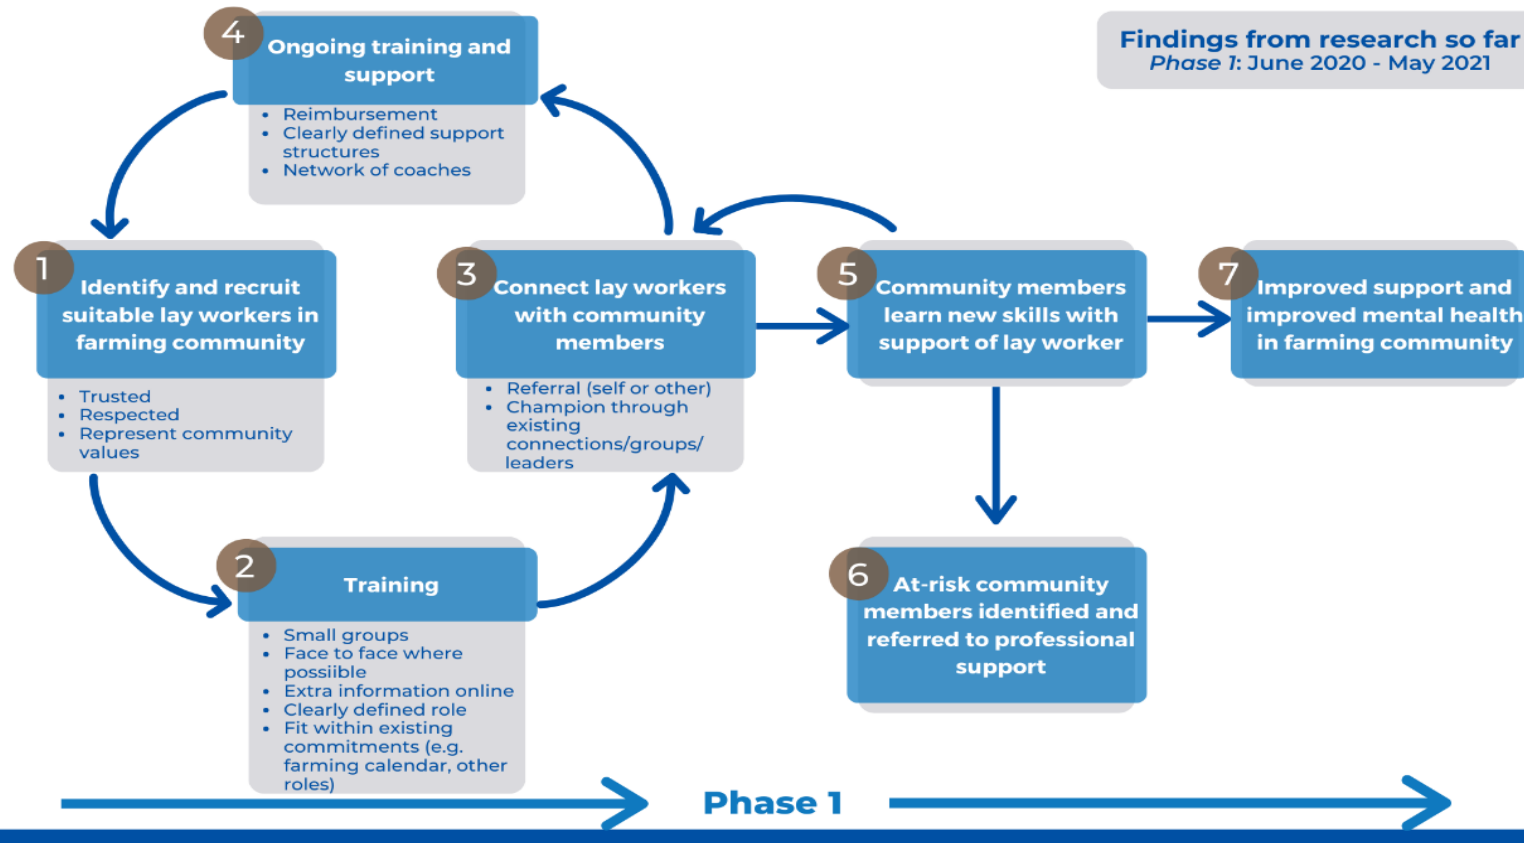 4
Ongoing training and
support
• Reimbursement
• Clearly defined support
structures
• Network of coaches
Findings from research so far
Phase 1: June 2020 - May 2021
1
Identify and recruit
suitable lay workers in
farming community
• Trusted
• Respected
• Represent community
values
3
Connect lay workers
with community
members
• Referral (self or other)
• Champion through
existing
connections/groups/
leaders
5
Community members
learn new skills with
support of lay worker
7
Improved support and
improved mental health
in farming community
2
Training
• Small groups
• Face to face where
possiible
• Extra information online
• Clearly defined role
• Fit within existing
commitments (e.g.
farming calendar, other
roles)
6
At-risk community
members identified and
referred to professional
support
Phase 1